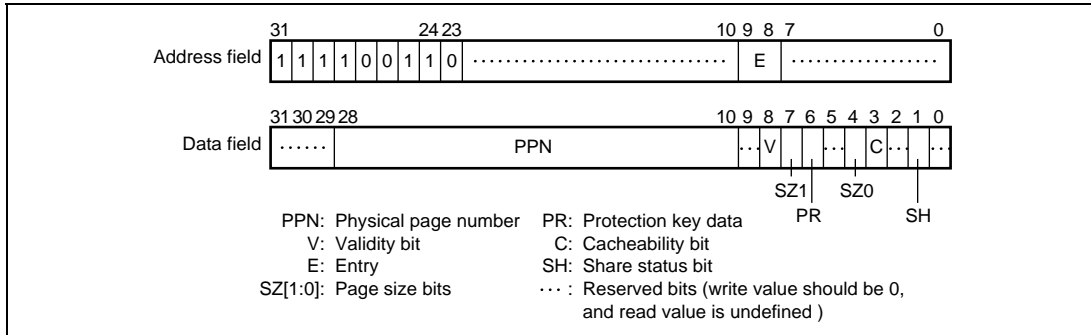 31 24 23 10 9 8 7 0
Address field 1 1 1 1 0 0 1 1 0 ⋯ E ⋯
31 30 29 28 10 9 8 7 6 5 4 3 2 1 0
Data field ⋯ PPN ⋯ V ⋯ C ⋯ ⋯
SZ1 SZ0
PR SH
PPN: Physical page number PR: Protection key data
V: Validity bit C: Cacheability bit
E: Entry SH: Share status bit
SZ[1:0]: Page size bits ⋯ : Reserved bits (write value should be 0,
and read value is undefined )